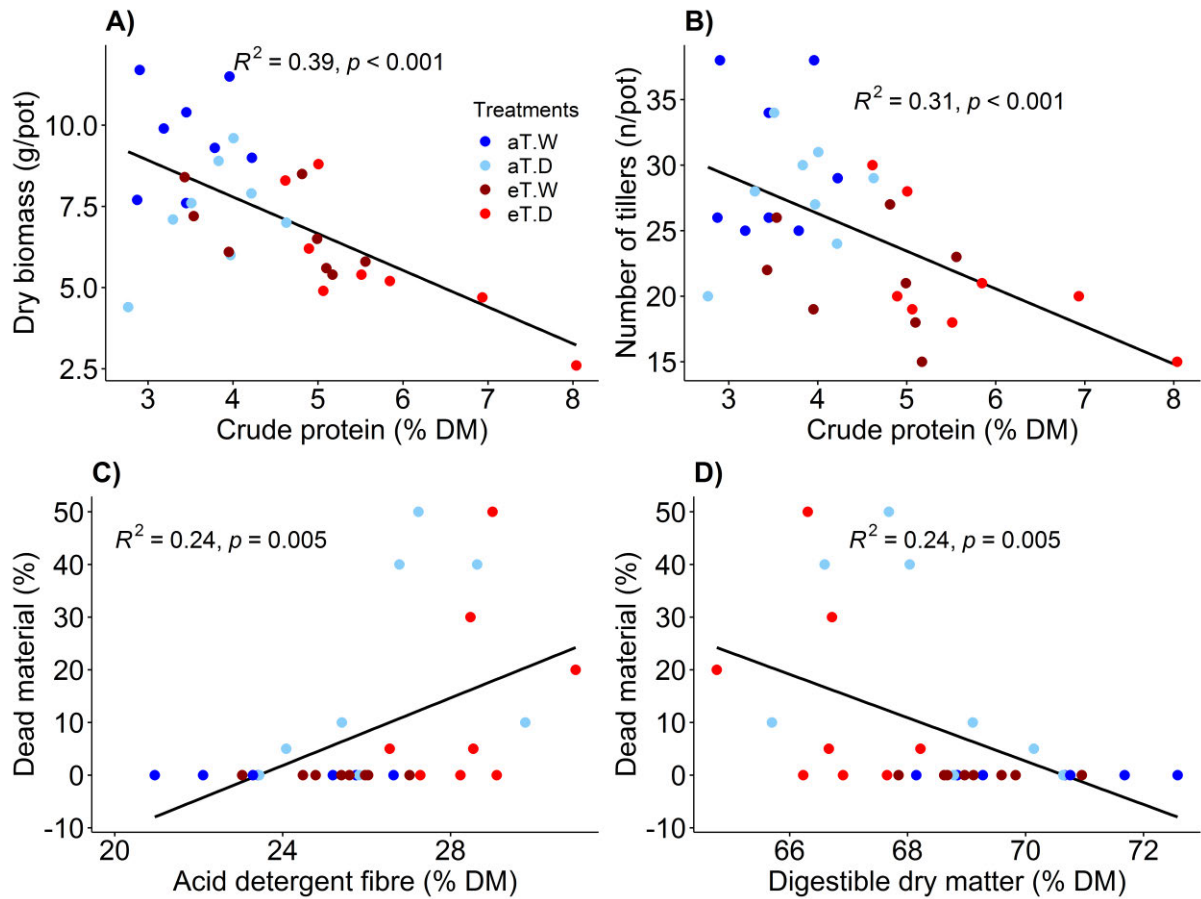 A)
R² = 0.39, p < 0.001
Treatments
aT.W
aT.D
eT.W
eT.D
Dry biomass (g/pot)
10.0
7.5
5.0
2.5
3 4 5 6 7 8
Crude protein (% DM)
B)
R² = 0.31, p < 0.001
Number of tillers (n/pot)
35
30
25
20
15
3 4 5 6 7 8
Crude protein (% DM)
C)
R² = 0.24, p = 0.005
Dead material (%)
50
40
30
20
10
0
-10
20 24 28
Acid detergent fibre (% DM)
D)
R² = 0.24, p = 0.005
Dead material (%)
50
40
30
20
10
0
-10
66 68 70 72
Digestible dry matter (% DM)